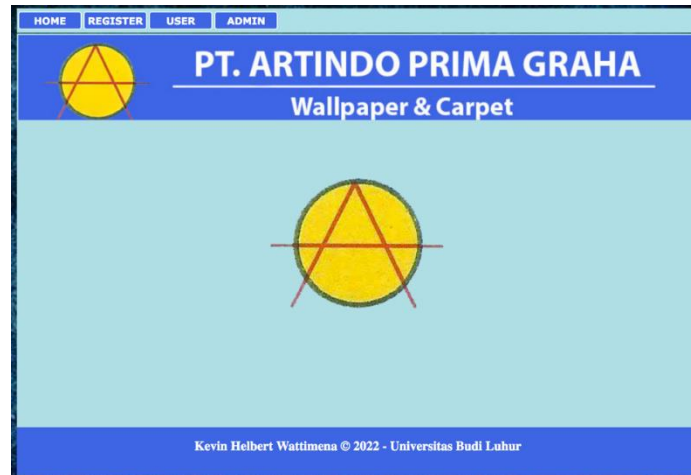 HOME REGISTER USER ADMIN
PT. ARTINDO PRIMA GRAHA
Wallpaper & Carpet
Kevin Helbert Wattimena © 2022 - Universitas Budi Luhur